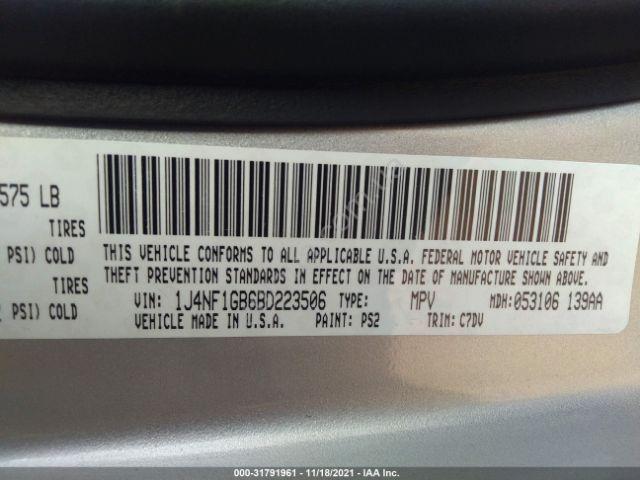 575 LB
TIRES
PSI) COLD
TIRES
PSI) COLD
THIS VEHICLE CONFORMS TO ALL APPLICABLE U.S.A. FEDERAL MOTOR VEHICLE SAFETY AND
THEFT PREVENTION STANDARDS IN EFFECT ON THE DATE OF MANUFACTURE SHOWN ABOVE.
VIN: 1J4NF1GB6BD223506 TYPE: MPV MDH:053106 139AA
VEHICLE MADE IN U.S.A. PAINT: PS2 TRIM: C7DV
000-31791961 - 11/18/2021 - IAA Inc.